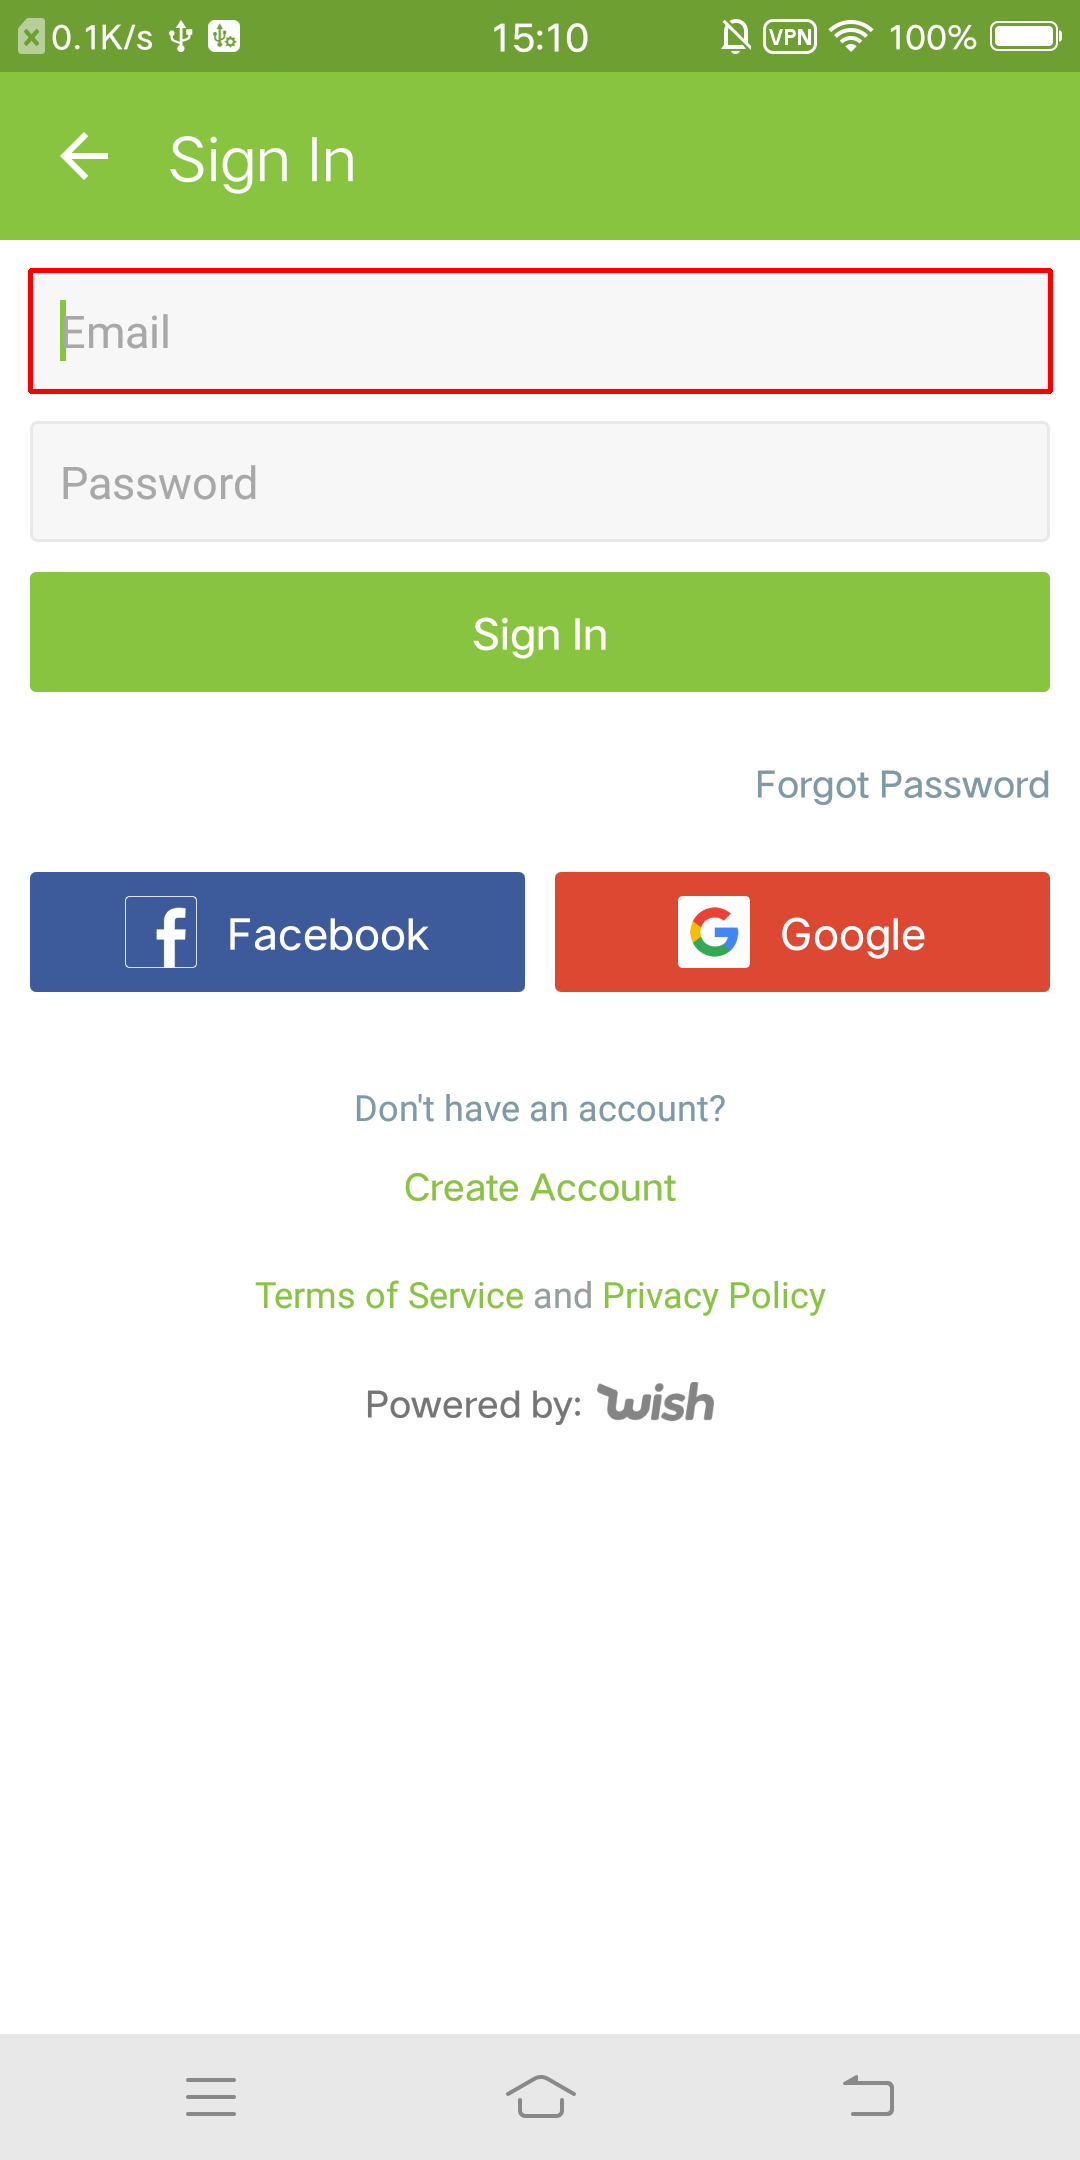 0.1K/s 15:10 VPN 100%
Sign In
Email
Password
Sign In
Forgot Password
Facebook Google
Don't have an account?
Create Account
Terms of Service and Privacy Policy
Powered by: wish